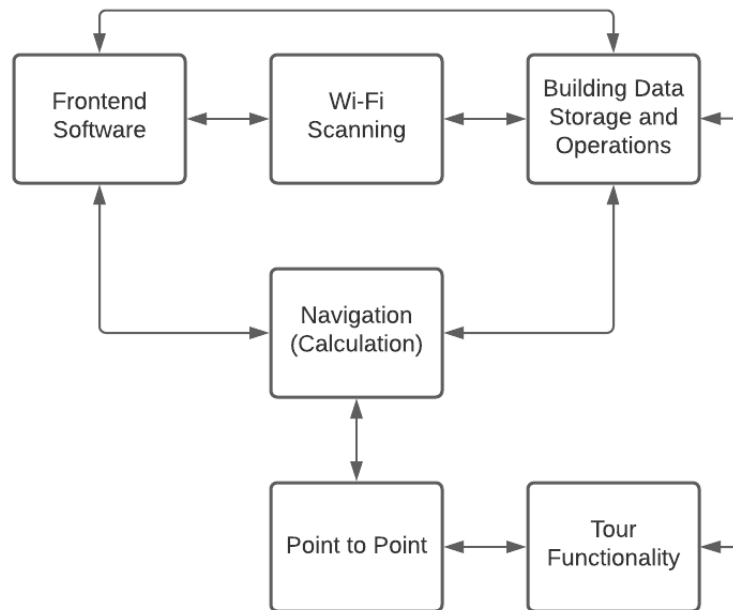 Frontend
Software
Wi-Fi
Scanning
Building Data
Storage and
Operations
Navigation
(Calculation)
Point to Point
Tour
Functionality